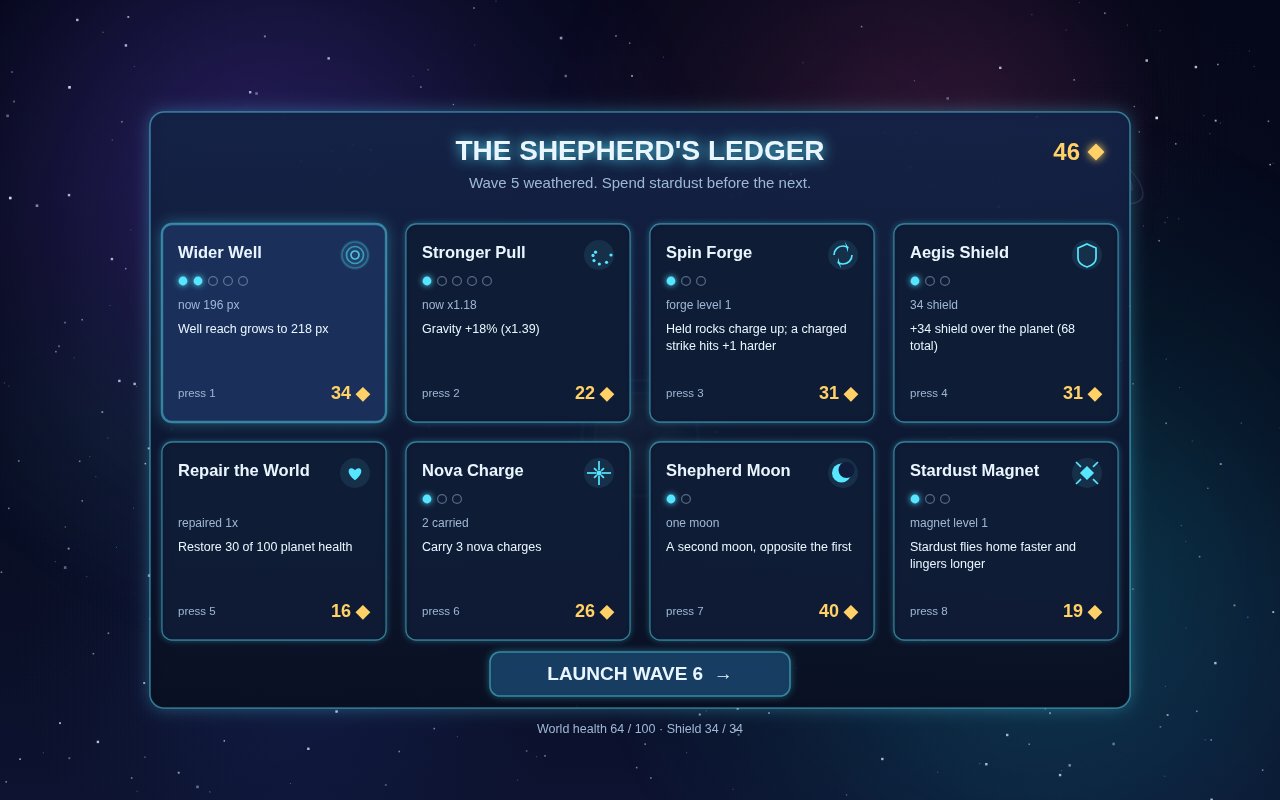 THE SHEPHERD'S LEDGER
46
Wave 5 weathered. Spend stardust before the next.
Wider Well
now 196 px
Well reach grows to 218 px
press 1
34
Stronger Pull
now x1.18
Gravity +18% (x1.39)
press 2
22
Spin Forge
forge level 1
Held rocks charge up; a charged
strike hits +1 harder
press 3
31
Aegis Shield
34 shield
+34 shield over the planet (68
total)
press 4
31
Repair the World
repaired 1x
Restore 30 of 100 planet health
press 5
16
Nova Charge
2 carried
Carry 3 nova charges
press 6
26
Shepherd Moon
one moon
A second moon, opposite the first
press 7
40
Stardust Magnet
magnet level 1
Stardust flies home faster and
lingers longer
press 8
19
LAUNCH WAVE 6 →
World health 64 / 100 · Shield 34 / 34